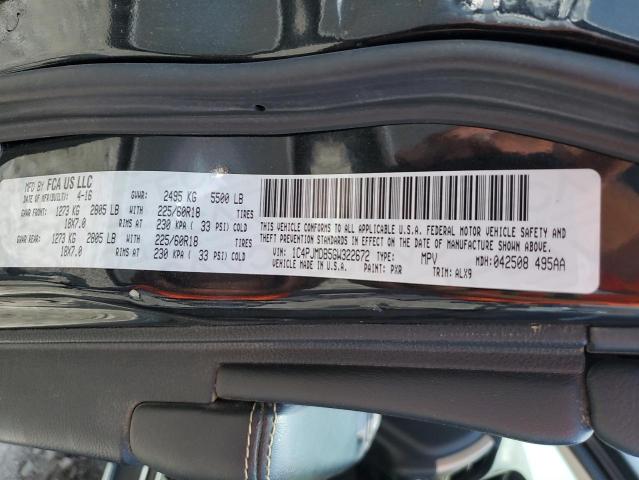 MFD BY FCA US LLC
DATE OF MFR(BUILT): 4-16 GVWR: 2495 KG 5500 LB
GAWR FRONT: 1273 KG 2805 LB 225/60R18 TIRES
18X7.0 RIMS AT 230 KPA ( 33 PSI) COLD
GAWR REAR: 1273 KG 2805 LB 225/60R18 TIRES
18X7.0 RIMS AT 230 KPA ( 33 PSI) COLD
THIS VEHICLE CONFORMS TO ALL APPLICABLE U.S.A. FEDERAL MOTOR VEHICLE SAFETY, BUMPER AND
THEFT PREVENTION STANDARDS IN EFFECT ON THE DATE OF MANUFACTURE SHOWN ABOVE
VIN: 1C4PJMDB5GW322672 TYPE: MPV MDH: 042508 495AA
VEHICLE MADE IN U.S.A. PAINT: PXR TRIM: ALX9